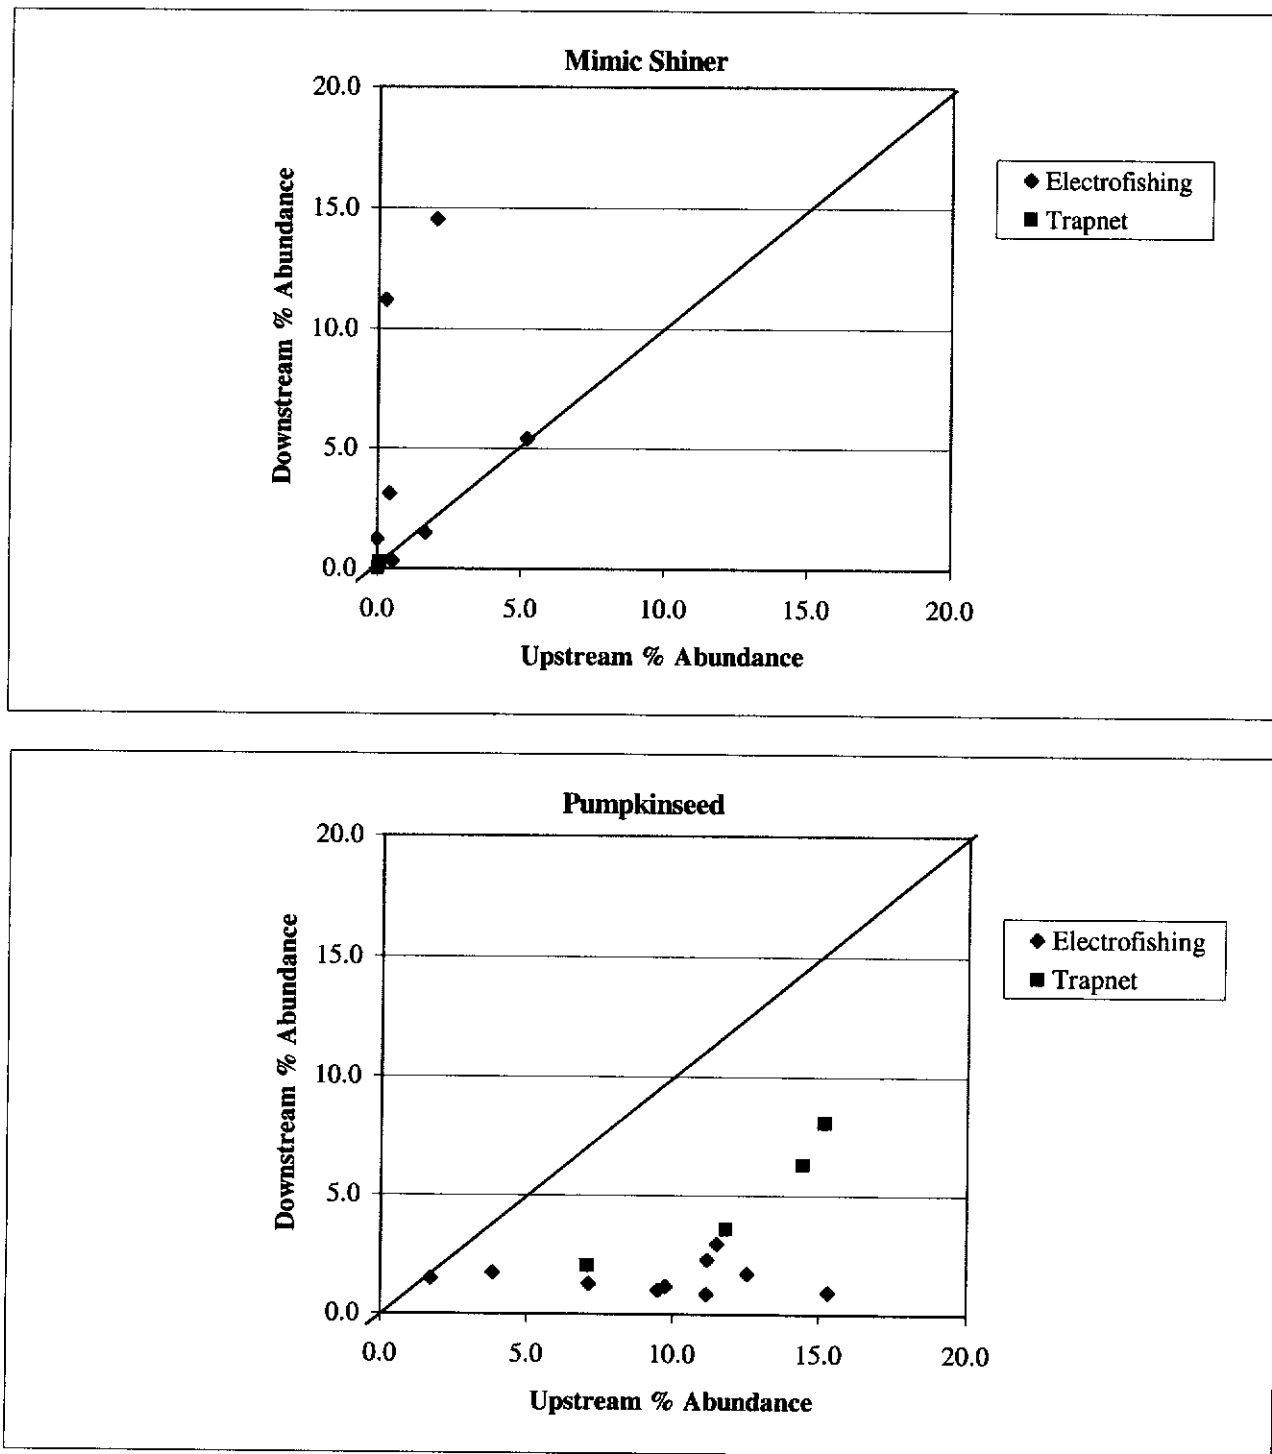 Mimic Shiner
20.0
15.0
10.0
5.0
0.0
0.0 5.0 10.0 15.0 20.0
Downstream % Abundance
Upstream % Abundance
Electrofishing
Trapnet
Pumpkinseed
20.0
15.0
10.0
5.0
0.0
0.0 5.0 10.0 15.0 20.0
Downstream % Abundance
Upstream % Abundance
Electrofishing
Trapnet